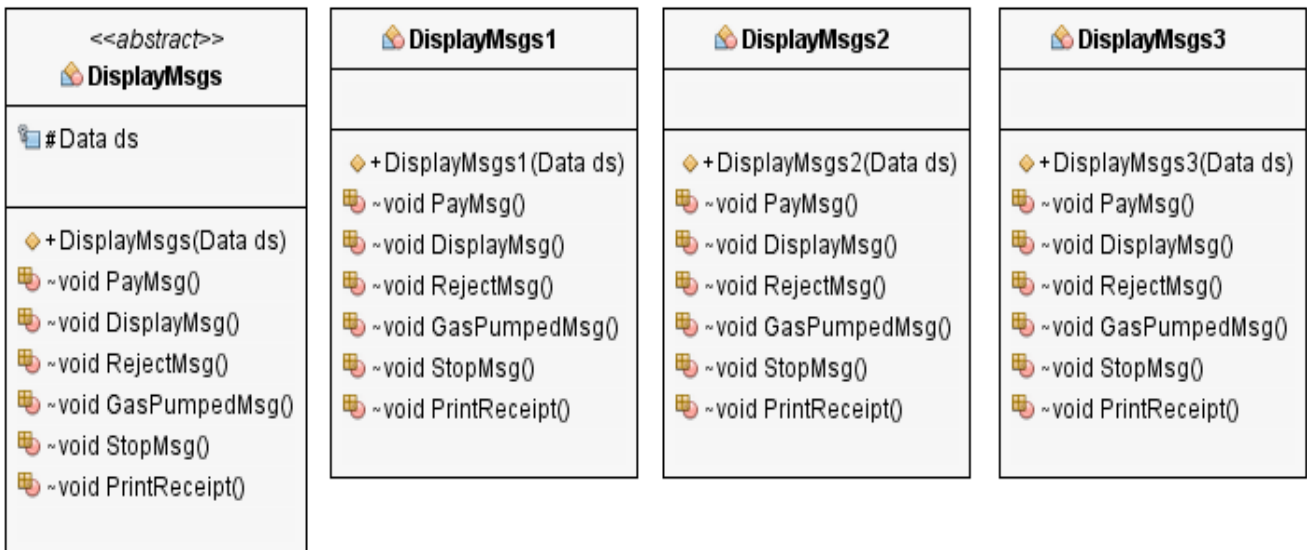 <<abstract>>
DisplayMsgs
#Data ds
+DisplayMsgs(Data ds)
~void PayMsg()
~void DisplayMsg()
~void RejectMsg()
~void GasPumpedMsg()
~void StopMsg()
~void PrintReceipt()
DisplayMsgs1
+DisplayMsgs1(Data ds)
~void PayMsg()
~void DisplayMsg()
~void RejectMsg()
~void GasPumpedMsg()
~void StopMsg()
~void PrintReceipt()
DisplayMsgs2
+DisplayMsgs2(Data ds)
~void PayMsg()
~void DisplayMsg()
~void RejectMsg()
~void GasPumpedMsg()
~void StopMsg()
~void PrintReceipt()
DisplayMsgs3
+DisplayMsgs3(Data ds)
~void PayMsg()
~void DisplayMsg()
~void RejectMsg()
~void GasPumpedMsg()
~void StopMsg()
~void PrintReceipt()